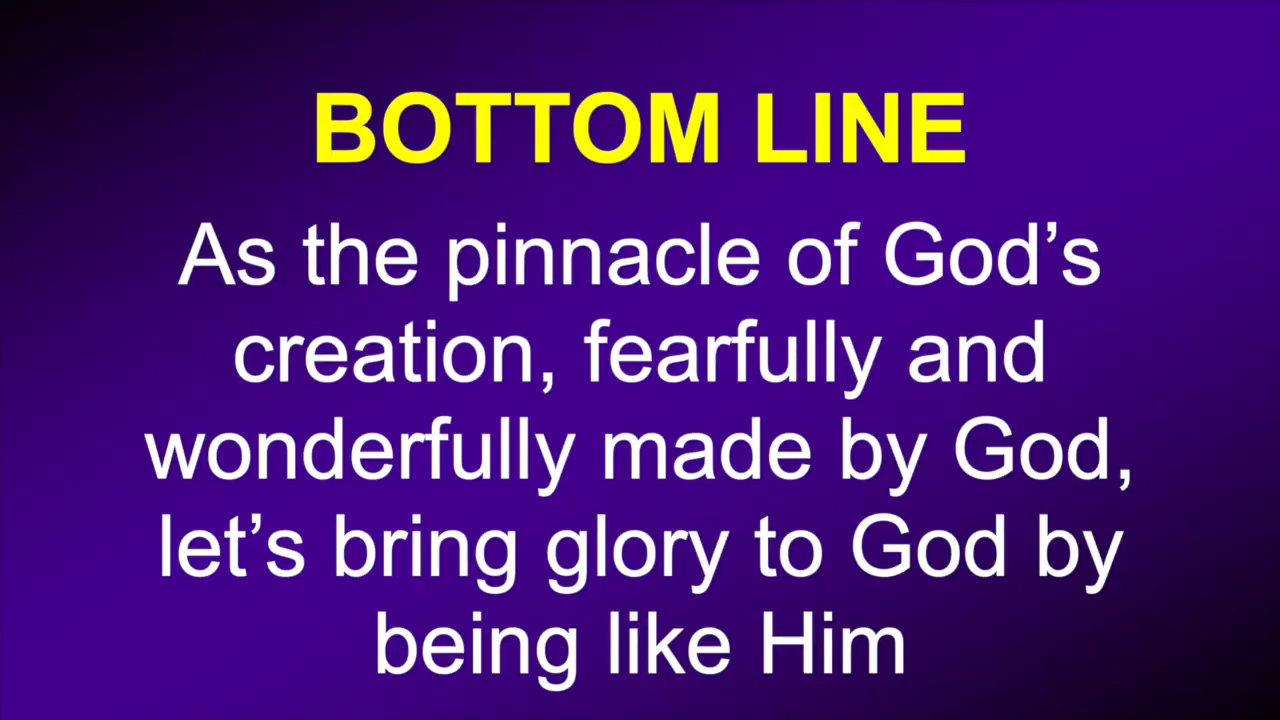 BOTTOM LINE
As the pinnacle of God’s
creation, fearfully and
wonderfully made by God,
let’s bring glory to God by
being like Him